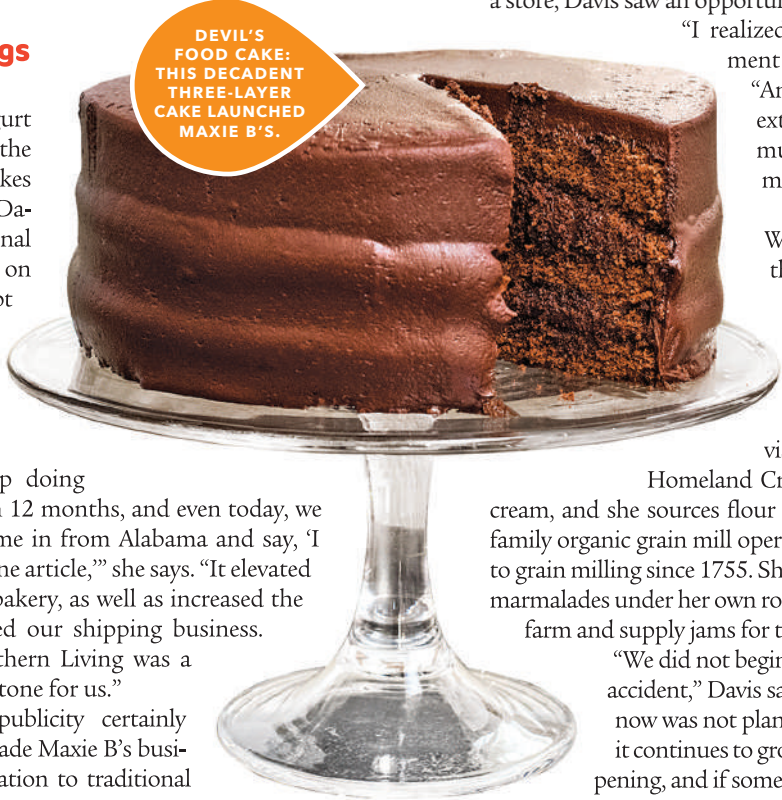 gs
urt
the
kes
Da-
nal
on
ot
p doing
n 12 months, and even today, we
me in from Alabama and say, ‘I
ne article,’” she says. “It elevated
bakery, as well as increased the
ed our shipping business.
thern Living was a
tone for us.”
publicity certainly
ade Maxie B’s busi-
ation to traditional
DEVIL’S
FOOD CAKE:
THIS DECADENT
THREE-LAYER
CAKE LAUNCHED
MAXIE B’S.
a store, Davis saw an opportun
“I realized
ment
“An
ext
mu
m
W
th
vis
Homeland Cr
cream, and she sources flour
family organic grain mill oper
to grain milling since 1755. Sh
marmalades under her own ro
farm and supply jams for t
“We did not begin
accident,” Davis sa
now was not plan
it continues to gro
pening, and if some